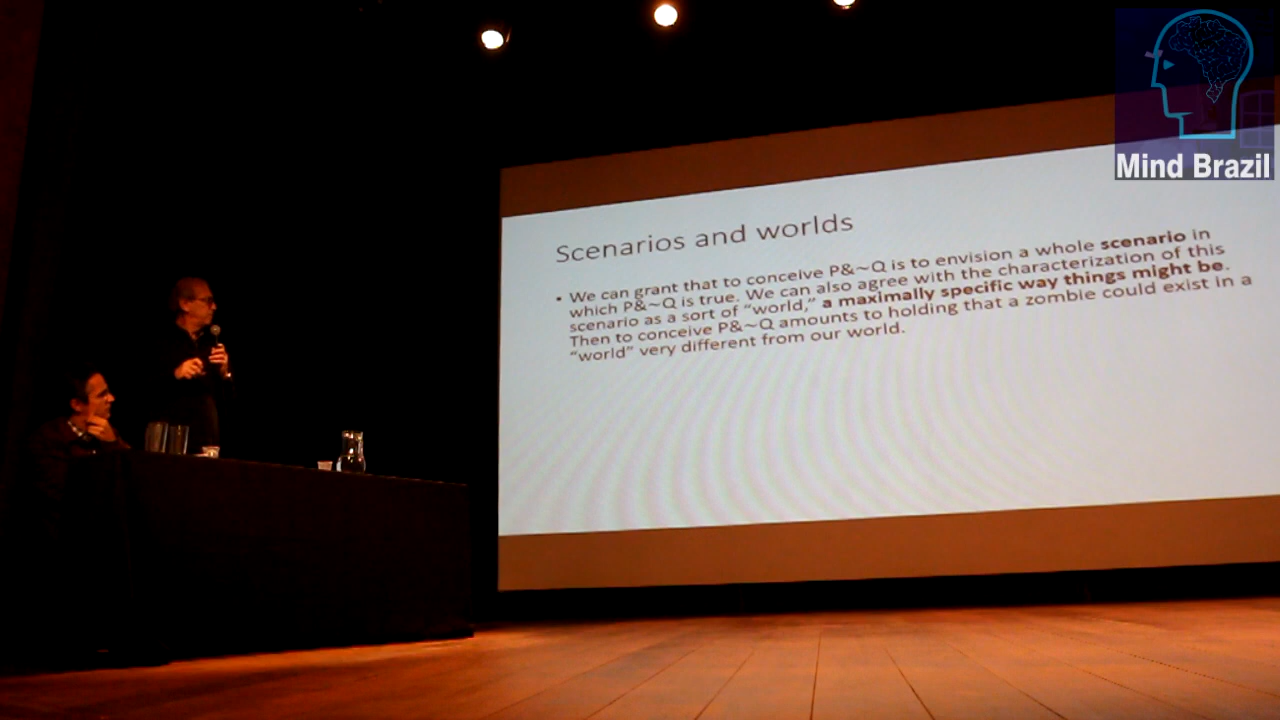 Mind Brazil
Scenarios and worlds
• We can grant that to conceive P&~Q is to envision a whole scenario in
which P&~Q is true. We can also agree with the characterization of this
scenario as a sort of “world,” a maximally specific way things might be.
Then to conceive P&~Q amounts to holding that a zombie could exist in a
“world” very different from our world.